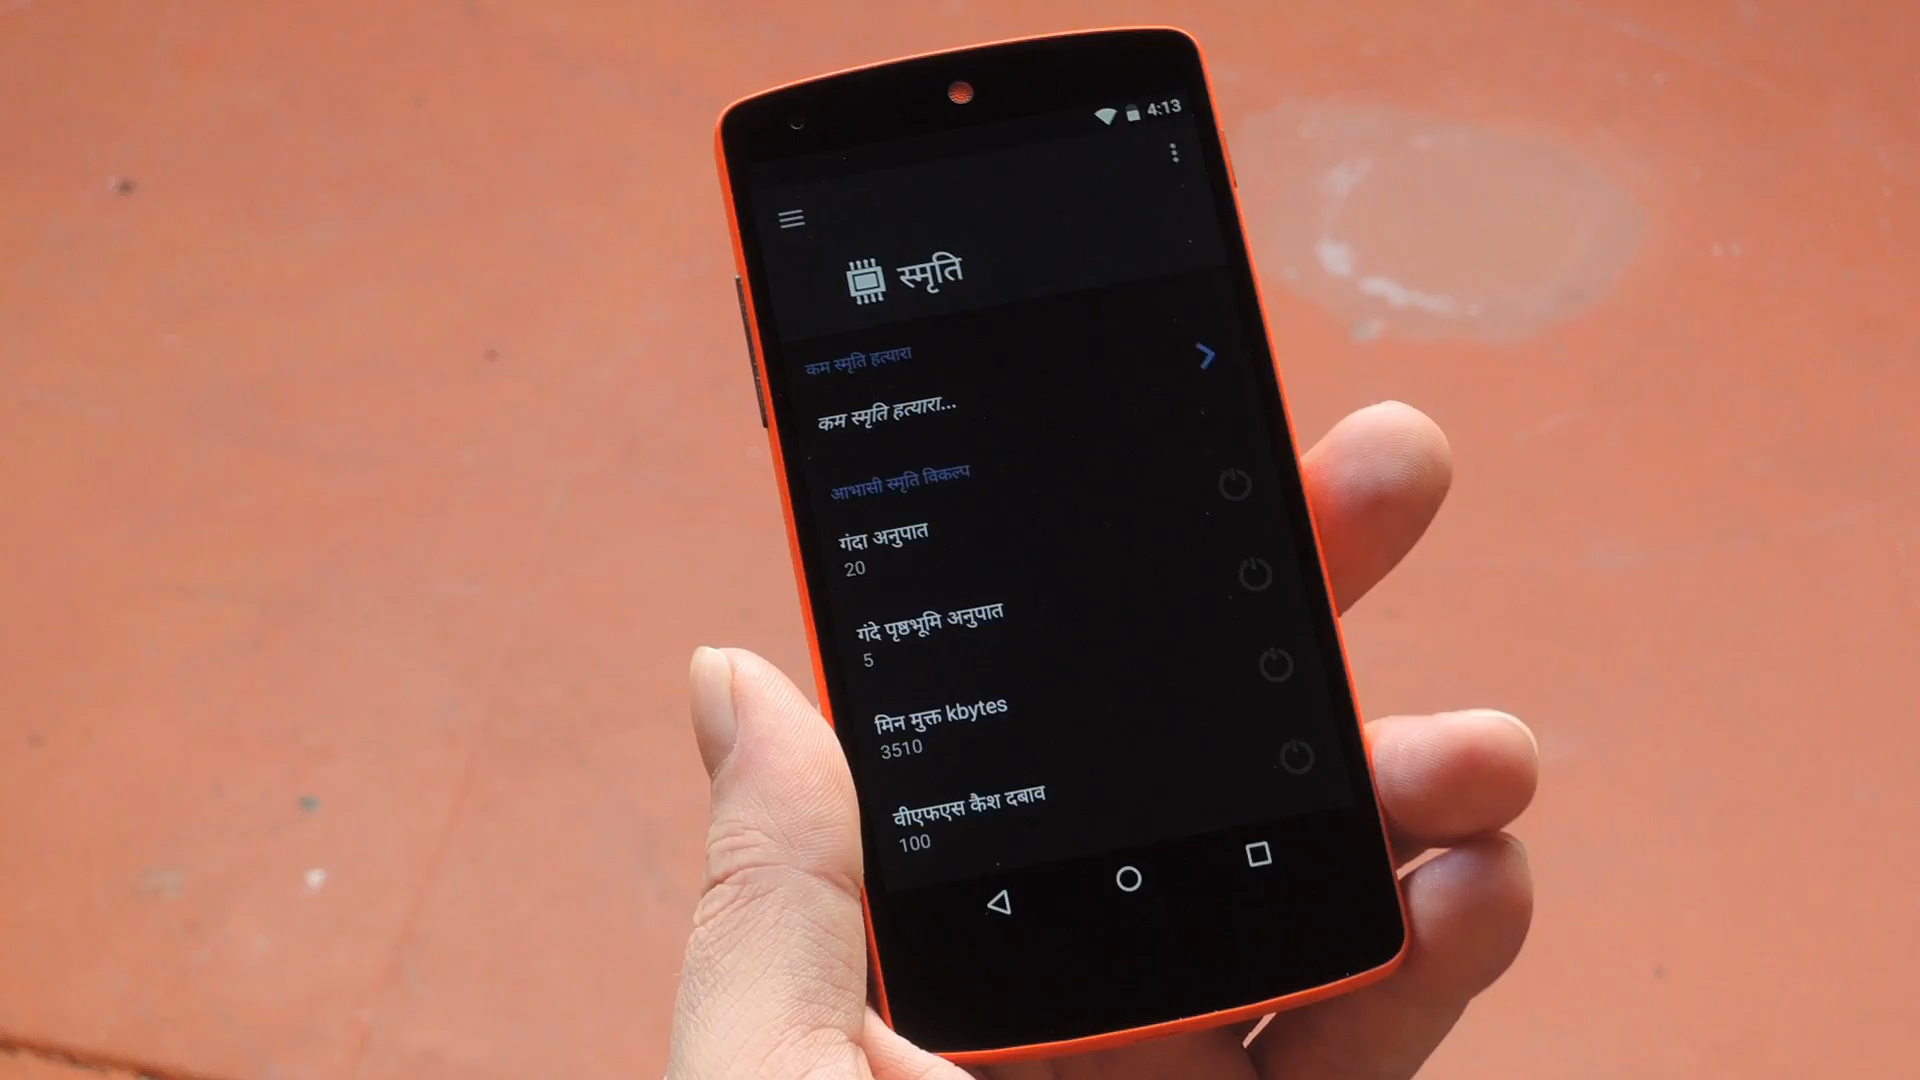 4:13
स्मृति
कम स्मृति हत्यारा
कम स्मृति हत्यारा...
आभासी स्मृति विकल्प
गंदा अनुपात
20
गंदे पृष्ठभूमि अनुपात
5
मिन मुक्त kbytes
3510
वीएफएस कैश दबाव
100